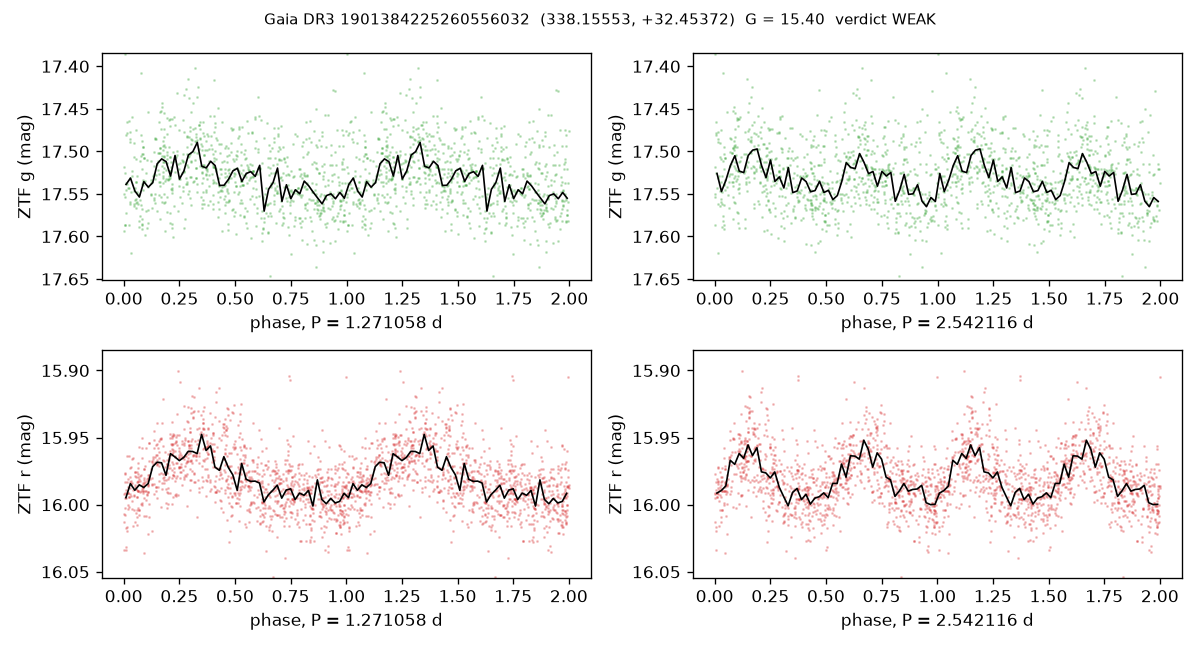 Gaia DR3 1901384225260556032 (338.15553, +32.45372) G = 15.40 verdict WEAK
ZTF g (mag)
17.40
17.45
17.50
17.55
17.60
17.65
0.00 0.25 0.50 0.75 1.00 1.25 1.50 1.75 2.00
phase, P = 1.271058 d
ZTF g (mag)
17.40
17.45
17.50
17.55
17.60
17.65
0.00 0.25 0.50 0.75 1.00 1.25 1.50 1.75 2.00
phase, P = 2.542116 d
ZTF r (mag)
15.90
15.95
16.00
16.05
0.00 0.25 0.50 0.75 1.00 1.25 1.50 1.75 2.00
phase, P = 1.271058 d
ZTF r (mag)
15.90
15.95
16.00
16.05
0.00 0.25 0.50 0.75 1.00 1.25 1.50 1.75 2.00
phase, P = 2.542116 d